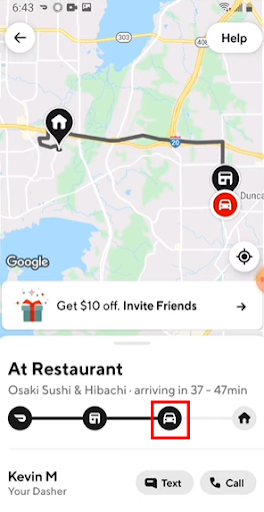 6:43
Help
303
408
20
Dunca
Google
Get $10 off. Invite Friends →
At Restaurant
Osaki Sushi & Hibachi · arriving in 37 - 47min
Kevin M
Your Dasher
Text
Call